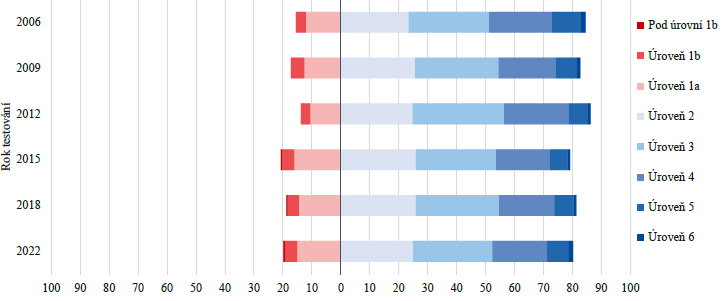 Rok testování
2006
2009
2012
2015
2018
2022
100 90 80 70 60 50 40 30 20 10 0 10 20 30 40 50 60 70 80 90 100
Pod úrovní 1b
Úroveň 1b
Úroveň 1a
Úroveň 2
Úroveň 3
Úroveň 4
Úroveň 5
Úroveň 6